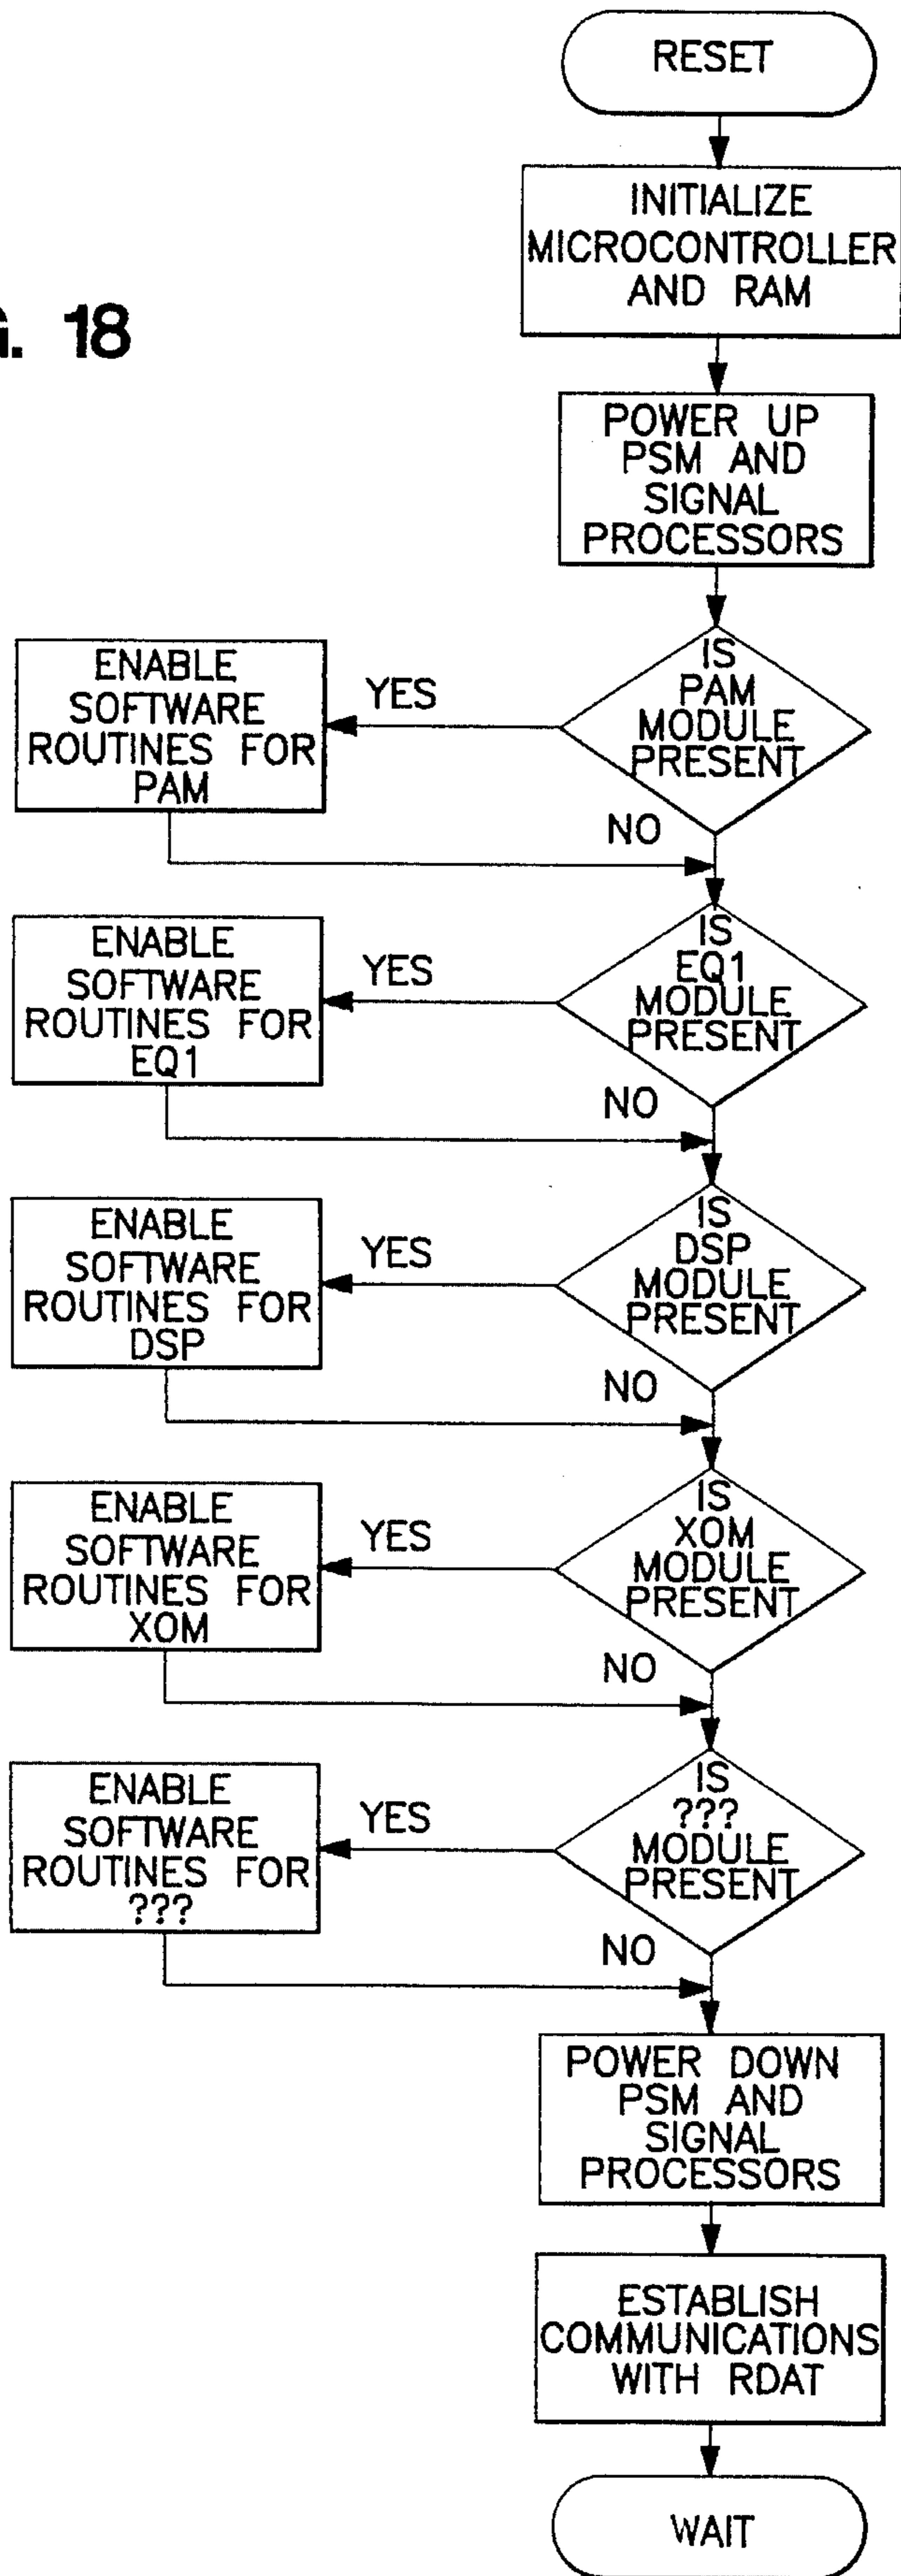 RESET
INITIALIZE
MICROCONTROLLER
AND RAM
G. 18
POWER UP
PSM AND
SIGNAL
PROCESSORS
IS
PAM
MODULE
PRESENT
YES
ENABLE
SOFTWARE
ROUTINES FOR
PAM
NO
IS
EQ1
MODULE
PRESENT
YES
ENABLE
SOFTWARE
ROUTINES FOR
EQ1
NO
IS
DSP
MODULE
PRESENT
YES
ENABLE
SOFTWARE
ROUTINES FOR
DSP
NO
IS
XOM
MODULE
PRESENT
YES
ENABLE
SOFTWARE
ROUTINES FOR
XOM
NO
IS
???
MODULE
PRESENT
YES
ENABLE
SOFTWARE
ROUTINES FOR
???
NO
POWER DOWN
PSM AND
SIGNAL
PROCESSORS
ESTABLISH
COMMUNICATIONS
WITH RDAT
WAIT